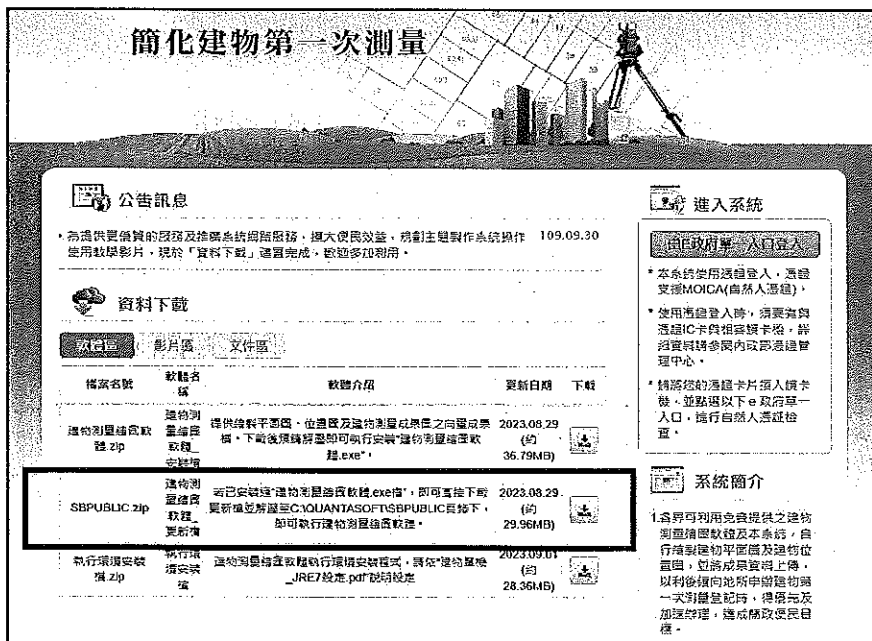 簡化建物第一次測量
公告訊息
為提供更優質的服務及推廣系統網路服務,擴大便民效益,規劃主題製作系統操作 109.09.30
使用教學影片,現於「資料下載」建置完成,歡迎多加利用。
資料下載
軟體區 影片區 文件區
檔案名號 軟體名稱 軟體介紹 更新日期 下載
建物測量繪圖軟體.zip
建物測量繪圖軟體_安裝檔
提供繪製平面圖、位置圖及建物測量成果圖之向量成果
檔。下載後須解壓即可執行安裝"建物測量繪圖軟
體.exe"。
2023.08.29
(約
36.79MB)
SBPUBLIC.zip
建物測量繪圖軟體_更新檔
若已安裝過"建物測量繪圖軟體.exe檔",即可直接下載
更新檔並解壓至C:\QUANTASOFT\SBPUBLIC目錄下,
即可執行建物測量繪圖軟體。
2023.08.29
(約
29.96MB)
執行環境安裝檔.zip
執行環境安裝檔
建物測量繪圖軟體執行環境安裝程式,請依"建物單機
_JRE7設定.pdf"說明設定
2023.09.01
(約
28.36MB)
進入系統
由E政府單一入口登入
* 本系統使用憑證登入,憑證
支援MOICA(自然人憑證)。
* 使用憑證登入時,須要備與
憑證IC卡與相容讀卡機,詳
細資訊請參閱內政部憑證管
理中心。
* 請將您的憑證卡片插入讀卡
機,並點選以下e政府單一
入口,進行自然人憑證檢
查。
系統簡介
1.各界可利用免費提供之建物
測量繪圖軟體及本系統,自
行繪製建物平面圖及建物位
置圖,並將成果資訊上傳,
以利後續向地所申辦建物第
一次測量登記時,得優先及
加速辦理,達成簡政便民目
標。